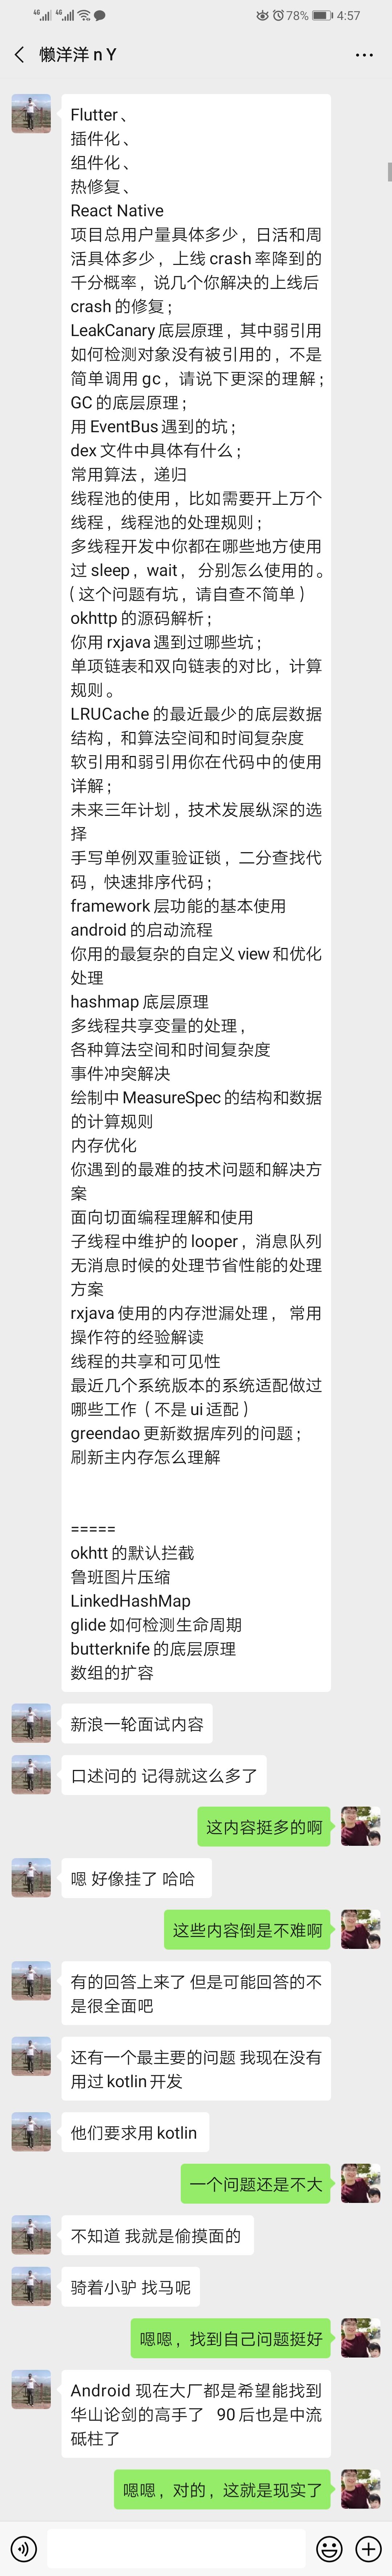 4G 4G 78% 4:57
懒洋洋 n Y
Flutter、
插件化、
组件化、
热修复、
React Native
项目总用户量具体多少，日活和周
活具体多少，上线 crash 率降到的
千分概率，说几个你解决的上线后
crash 的修复；
LeakCanary 底层原理，其中弱引用
如何检测对象没有被引用的，不是
简单调用 gc，请说下更深的理解；
GC 的底层原理；
用 EventBus 遇到的坑；
dex 文件中具体有什么；
常用算法，递归
线程池的使用，比如需要开上万个
线程，线程池的处理规则；
多线程开发中你都在哪些地方使用
过 sleep，wait， 分别怎么使用的。
（这个问题有坑，请自查不简单）
okhttp 的源码解析；
你用 rxjava 遇到过哪些坑；
单项链表和双向链表的对比，计算
规则。
LRUCache 的最近最少的底层数据
结构，和算法空间和时间复杂度
软引用和弱引用你在代码中的使用
详解；
未来三年计划，技术发展纵深的选
择
手写单例双重验证锁，二分查找代
码，快速排序代码；
framework 层功能的基本使用
android 的启动流程
你用的最复杂的自定义 view 和优化
处理
hashmap 底层原理
多线程共享变量的处理，
各种算法空间和时间复杂度
事件冲突解决
绘制中 MeasureSpec 的结构和数据
的计算规则
内存优化
你遇到的最难的技术问题和解决方
案
面向切面编程理解和使用
子线程中维护的 looper，消息队列
无消息时候的处理节省性能的处理
方案
rxjava 使用的内存泄漏处理，常用
操作符的经验解读
线程的共享和可见性
最近几个系统版本的系统适配做过
哪些工作（不是 ui 适配）
greendao 更新数据库列的问题；
刷新主内存怎么理解
=====
okhtt 的默认拦截
鲁班图片压缩
LinkedHashMap
glide 如何检测生命周期
butterknife 的底层原理
数组的扩容
新浪一轮面试内容
口述问的 记得就这么多了
这内容挺多的啊
嗯 好像挂了 哈哈
这些内容倒是不难啊
有的回答上来了 但是可能回答的不
是很全面吧
还有一个最主要的问题 我现在没有
用过 kotlin 开发
他们要求用 kotlin
一个问题还是不大
不知道 我就是偷摸面的
骑着小驴 找马呢
嗯嗯，找到自己问题挺好
Android 现在大厂都是希望能找到
华山论剑的高手了 90 后也是中流
砥柱了
嗯嗯，对的，这就是现实了